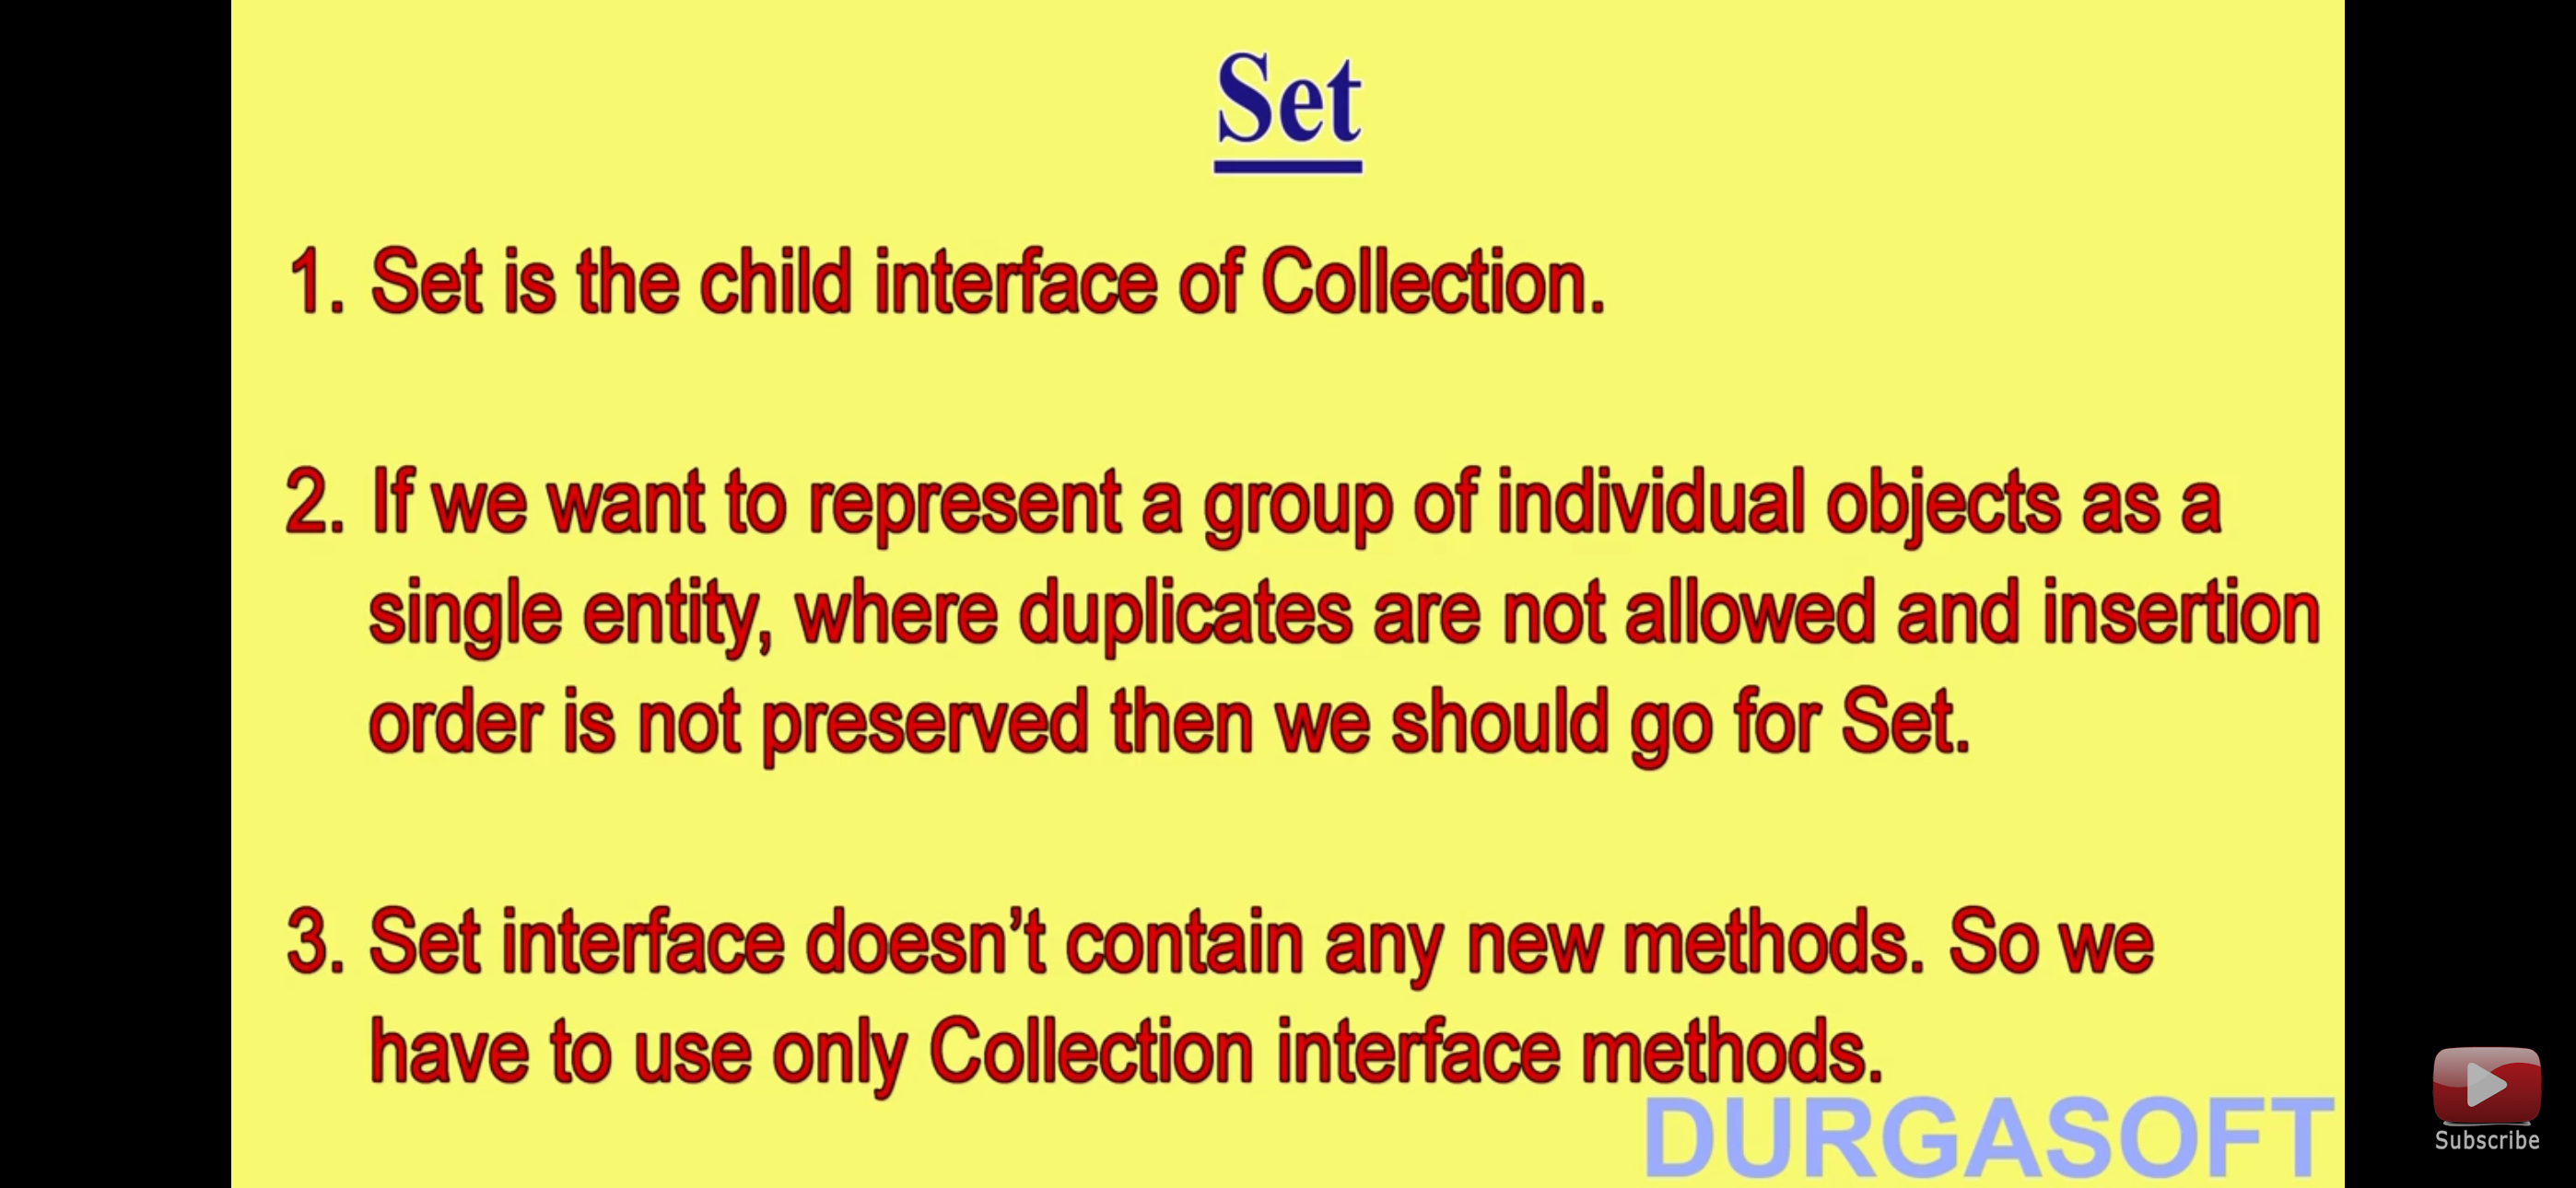 Set
1. Set is the child interface of Collection.
2. If we want to represent a group of individual objects as a
single entity, where duplicates are not allowed and insertion
order is not preserved then we should go for Set.
3. Set interface doesn’t contain any new methods. So we
have to use only Collection interface methods.
DURGASOFT
Subscribe